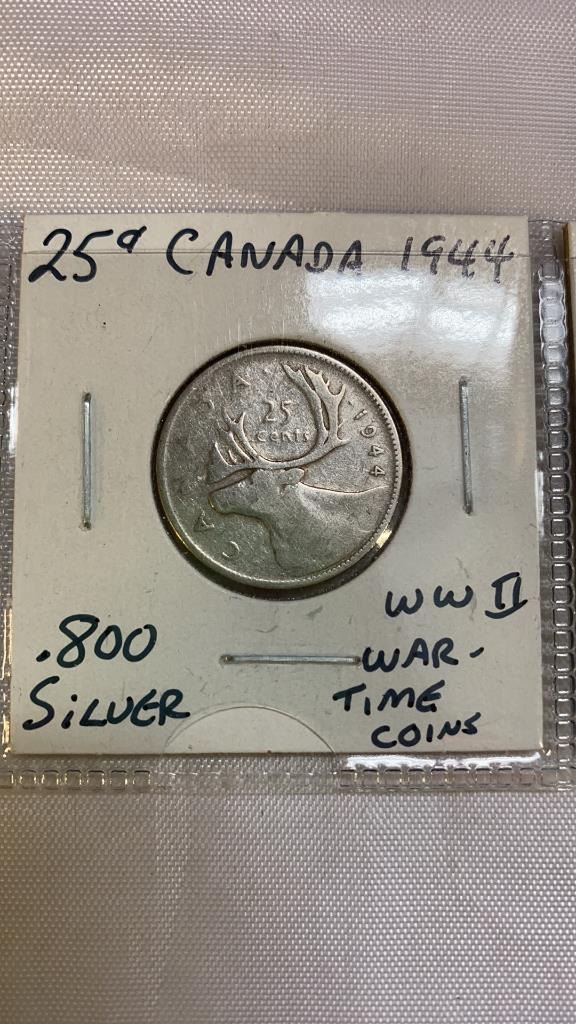 25¢ CANADA 1944
CANADA
25
cents
1944
.800
SILVER
WW II
WAR-
TIME
COINS